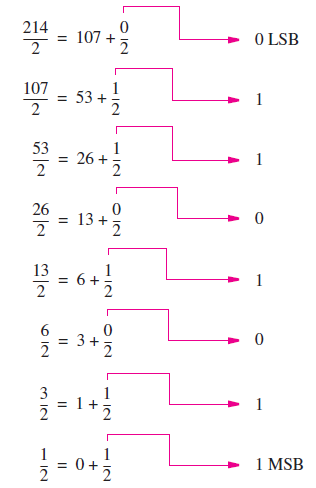 214/2 = 107 + 0/2 0 LSB
107/2 = 53 + 1/2 1
53/2 = 26 + 1/2 1
26/2 = 13 + 0/2 0
13/2 = 6 + 1/2 1
6/2 = 3 + 0/2 0
3/2 = 1 + 1/2 1
1/2 = 0 + 1/2 1 MSB